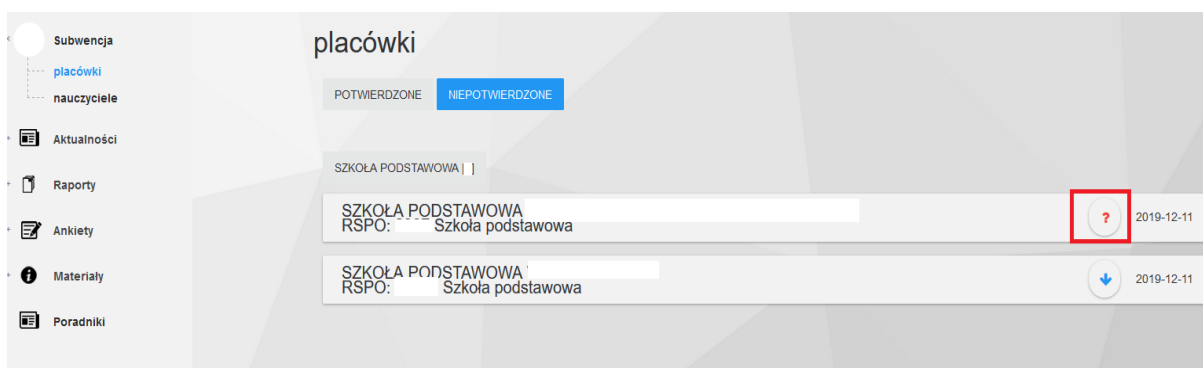 Subwencja
placówki
nauczyciele
Aktualności
Raporty
Ankiety
Materiały
Poradniki
placówki
POTWIERDZONE NIEPOTWIERDZONE
SZKOŁA PODSTAWOWA [ ]
SZKOŁA PODSTAWOWA
RSPO: Szkoła podstawowa
? 2019-12-11
SZKOŁA PODSTAWOWA
RSPO: Szkoła podstawowa
2019-12-11